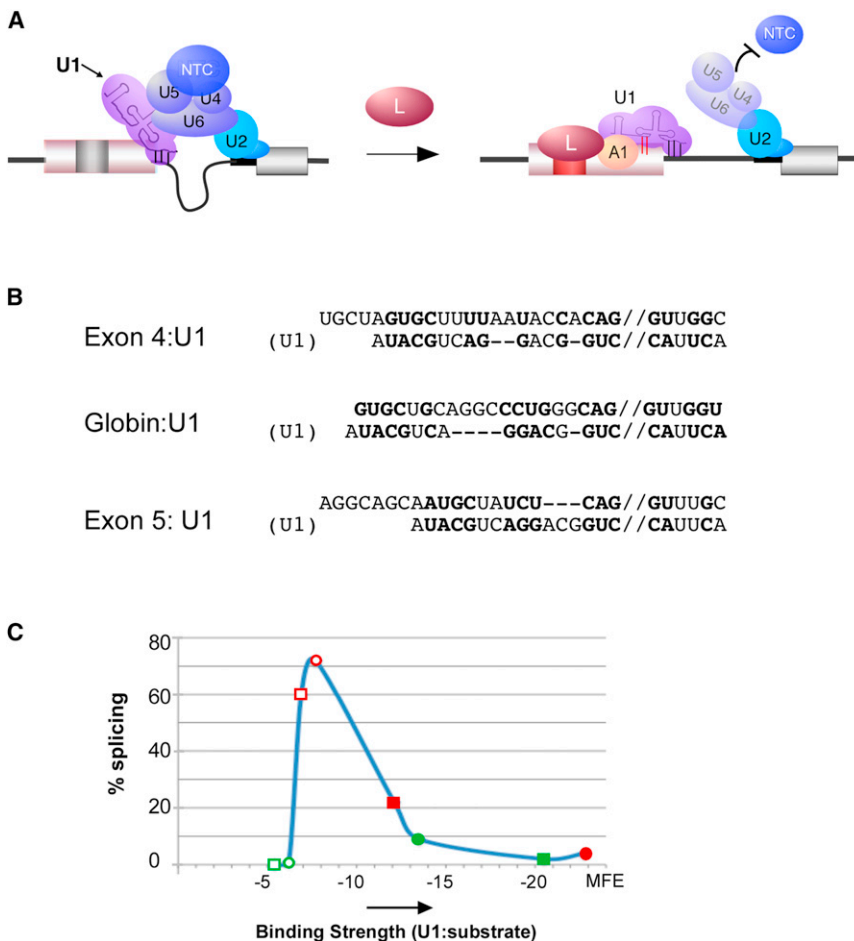 A
U1
NTC
U5
U4
U6
U2
L
U1
L
A1
NTC
U5
U4
U6
U2
B
Exon 4:U1
UGCUAGUGCUUUUAAUACCACAG//GUUGGC
(U1) AUACGUCAG--GACG-GUC//CAUUCA
Globin:U1
GUGCUGCAGGCCCUGGGCAG//GUUGGU
(U1) AUACGUCA----GGACG-GUC//CAUUCA
Exon 5: U1
AGGCAGCAAUGCUAUCU---CAG//GUUUGC
(U1) AUACGUCAGGACGGUC//CAUUCA
C
% splicing
80
60
40
20
0
-5 -10 -15 -20 MFE
Binding Strength (U1:substrate)